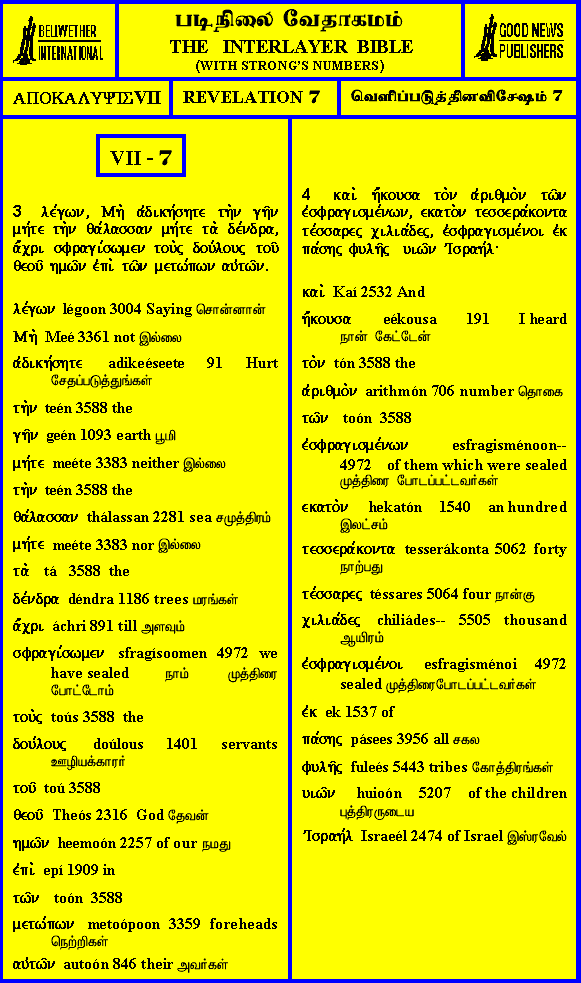 BELIWETHER
INTERNATIONAL
படிநிலை வேதாகமம்
THE INTERLAYER BIBLE
(WITH STRONG'S NUMBERS)
GOOD NEWS
PUBLISHERS
ΑΠΟΚΑΛΥΨΙΣVII
REVELATION 7
வெளிப்படுத்தினவிசேஷம் 7
VII - 7
3 λέγων, Μὴ ἀδικήσητε τὴν γῆν
μήτε τὴν θάλασσαν μήτε τὰ δένδρα,
ἄχρι σφραγίσωμεν τοὺς δούλους τοῦ
θεοῦ ημῶν ἐπὶ τῶν μετώπων αὐτῶν.
λέγων légoon 3004 Saying சொன்னான்
Μὴ Meé 3361 not இல்லை
ἀδικήσητε adikeéseete 91 Hurt
சேதப்படுத்துங்கள்
τὴν teén 3588 the
γῆν geén 1093 earth பூமி
μήτε meéte 3383 neither இல்லை
τὴν teén 3588 the
θάλασσαν thálassan 2281 sea சமுத்திரம்
μήτε meéte 3383 nor இல்லை
τὰ tá 3588 the
δένδρα déndra 1186 trees மரங்கள்
ἄχρι áchri 891 till அளவும்
σφραγίσωμεν sfragísoomen 4972 we
have sealed நாம் முத்திரை
போட்டோம்
τοὺς toús 3588 the
δούλους doúlous 1401 servants
ஊழியக்காரர்
τοῦ toú 3588
θεοῦ Theós 2316 God தேவன்
ημῶν heemoón 2257 of our நமது
ἐπὶ epí 1909 in
τῶν toón 3588
μετώπων metoópoon 3359 foreheads
நெற்றிகள்
αὐτῶν autoón 846 their அவர்கள்
4 καὶ ἤκουσα τὸν ἀριθμὸν τῶν
ἐσφραγισμένων, εκατὸν τεσσεράκοντα
τέσσαρες χιλιάδες, ἐσφραγισμένοι ἐκ
πάσης φυλῆς υιῶν Ἰσραήλ·
καὶ Kaí 2532 And
ἤκουσα eékousa 191 I heard
நான் கேட்டேன்
τὸν tón 3588 the
ἀριθμὸν arithmón 706 number தொகை
τῶν toón 3588
ἐσφραγισμένων esfragisménoon--
4972 of them which were sealed
முத்திரை போடப்பட்டவர்கள்
εκατὸν hekatón 1540 an hundred
இலட்சம்
τεσσεράκοντα tesserákonta 5062 forty
நாற்பது
τέσσαρες téssares 5064 four நான்கு
χιλιάδες chiliádes-- 5505 thousand
ஆயிரம்
ἐσφραγισμένοι esfragisménoi 4972
sealed முத்திரைபோடப்பட்டவர்கள்
ἐκ ek 1537 of
πάσης pásees 3956 all சகல
φυλῆς fuleés 5443 tribes கோத்திரங்கள்
υιῶν huioón 5207 of the children
புத்திரருடைய
Ἰσραήλ Israeél 2474 of Israel இஸ்ரவேல்